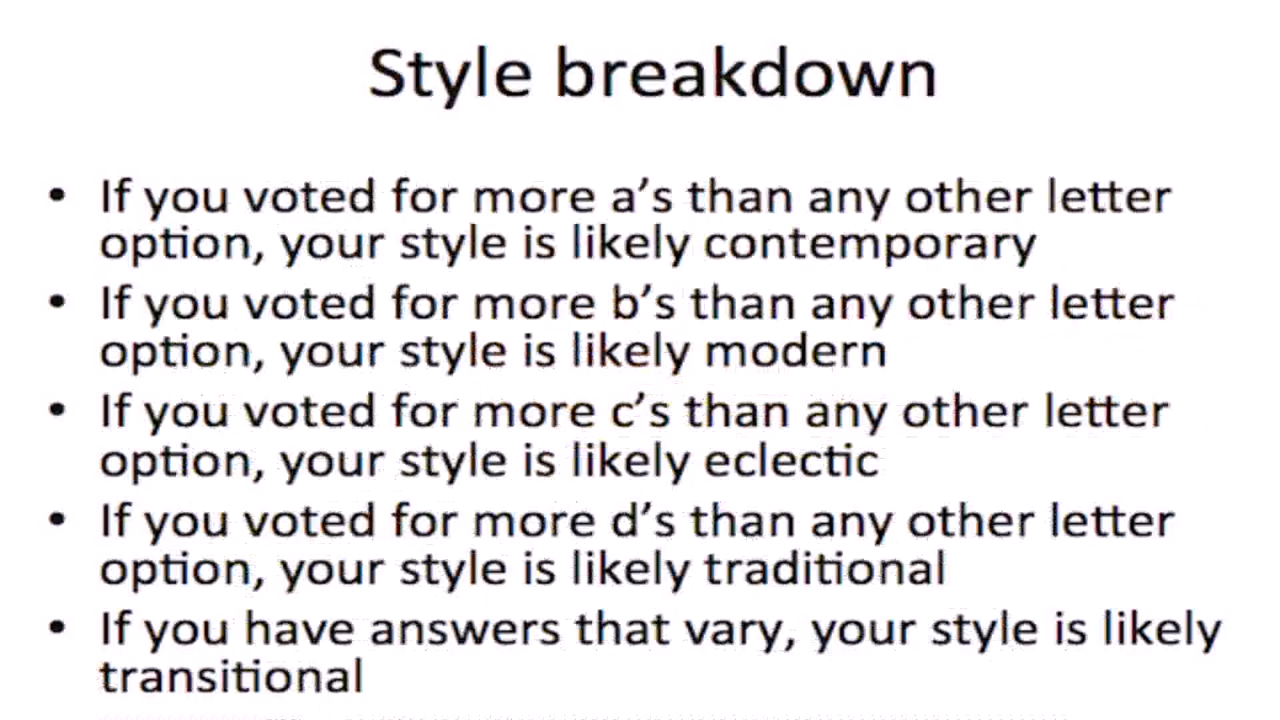 Style breakdown
• If you voted for more a’s than any other letter
option, your style is likely contemporary
• If you voted for more b’s than any other letter
option, your style is likely modern
• If you voted for more c’s than any other letter
option, your style is likely eclectic
• If you voted for more d’s than any other letter
option, your style is likely traditional
• If you have answers that vary, your style is likely
transitional